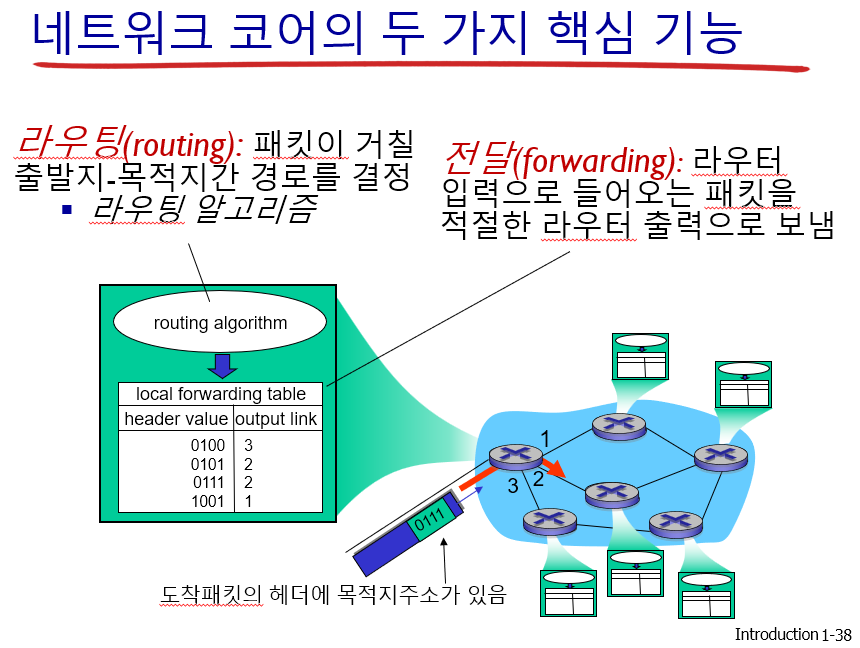 네트워크 코어의 두 가지 핵심 기능
라우팅(routing): 패킷이 거칠
출발지-목적지간 경로를 결정
▪ 라우팅 알고리즘
전달(forwarding): 라우터
입력으로 들어오는 패킷을
적절한 라우터 출력으로 보냄
routing algorithm
local forwarding table
header value output link
0100 3
0101 2
0111 2
1001 1
1
2
3
0111
도착패킷의 헤더에 목적지주소가 있음
Introduction 1-38